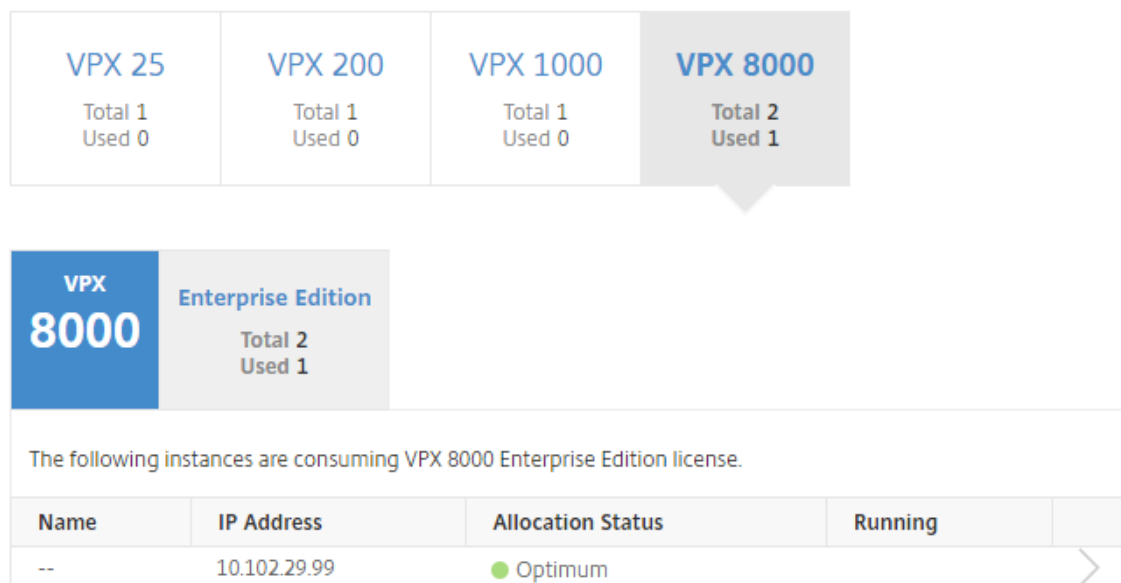 VPX 25
Total 1
Used 0
VPX 200
Total 1
Used 0
VPX 1000
Total 1
Used 0
VPX 8000
Total 2
Used 1
VPX
8000
Enterprise Edition
Total 2
Used 1
The following instances are consuming VPX 8000 Enterprise Edition license.
Name IP Address Allocation Status Running
-- 10.102.29.99 Optimum